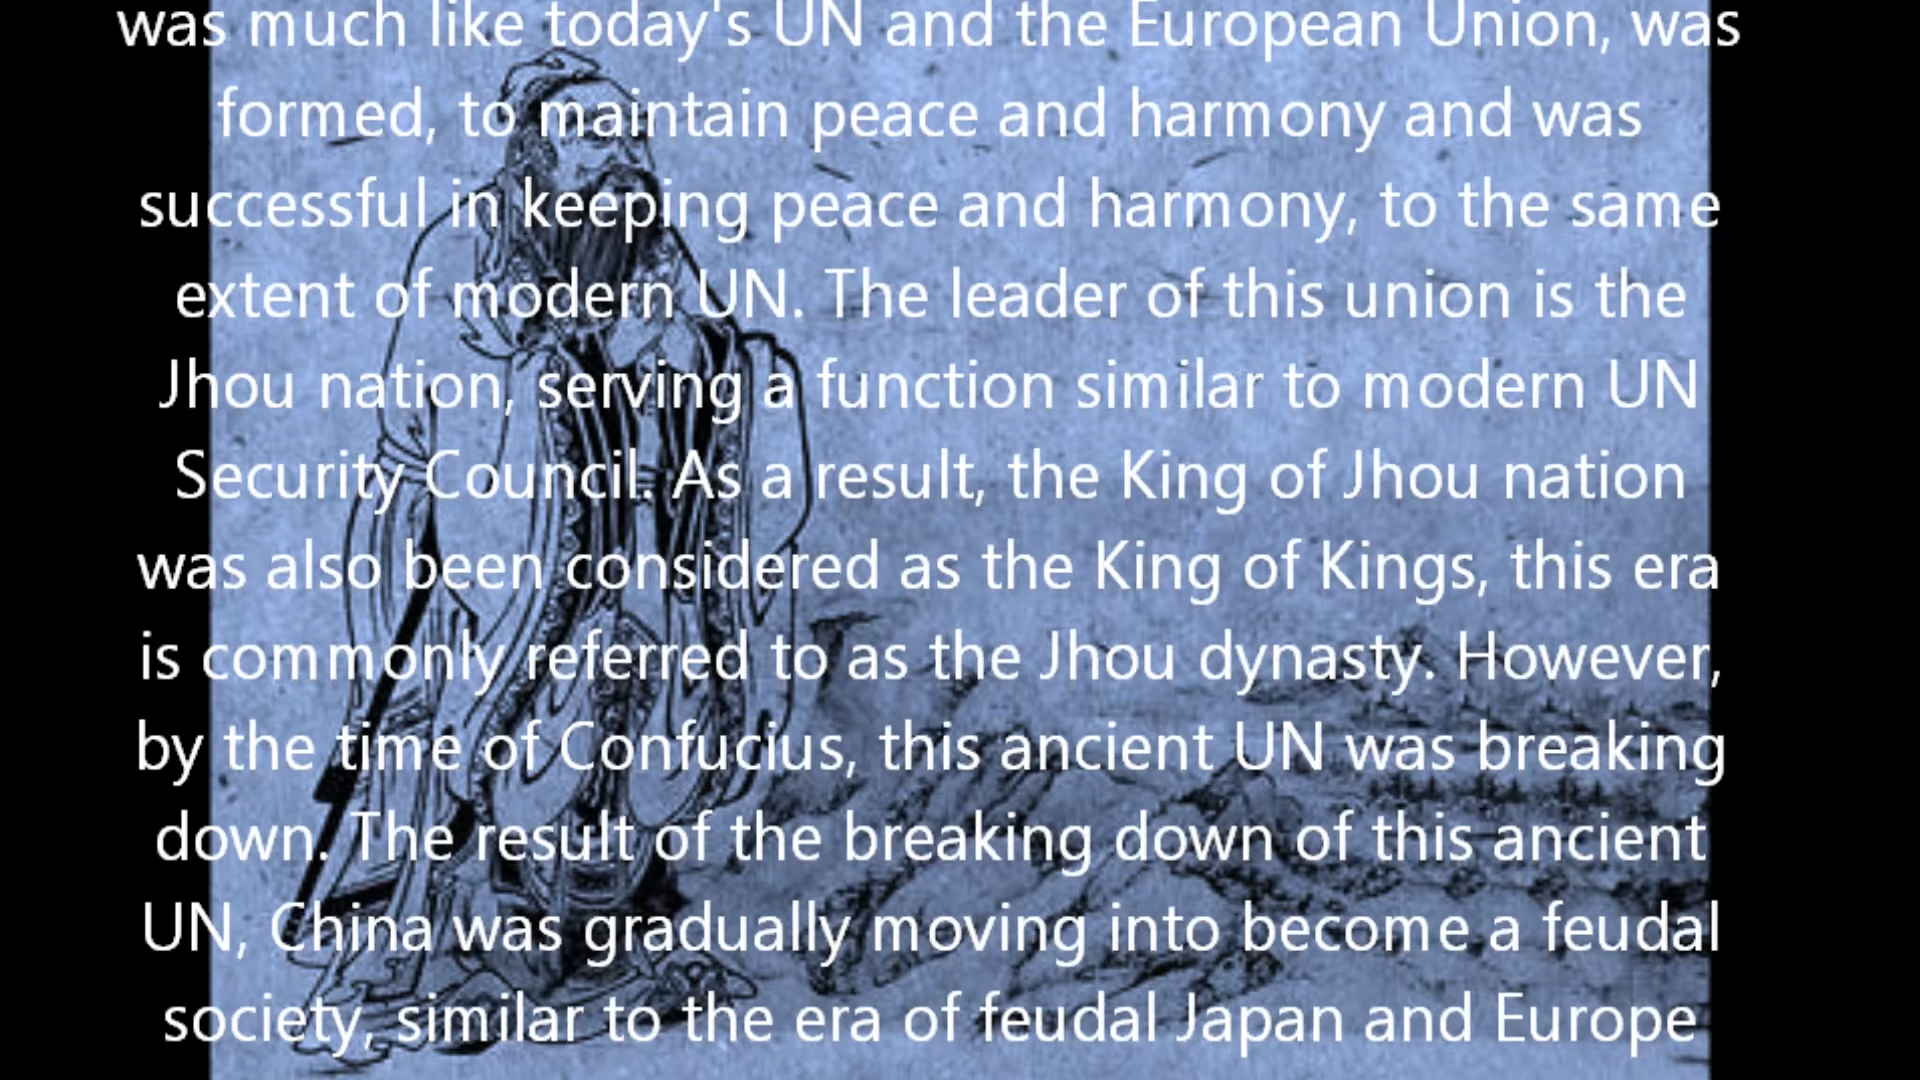 was much like today's UN and the European Union, was
formed, to maintain peace and harmony and was
successful in keeping peace and harmony, to the same
extent of modern UN. The leader of this union is the
Jhou nation, serving a function similar to modern UN
Security Council. As a result, the King of Jhou nation
was also been considered as the King of Kings, this era
is commonly referred to as the Jhou dynasty. However,
by the time of Confucius, this ancient UN was breaking
down. The result of the breaking down of this ancient
UN, China was gradually moving into become a feudal
society, similar to the era of feudal Japan and Europe